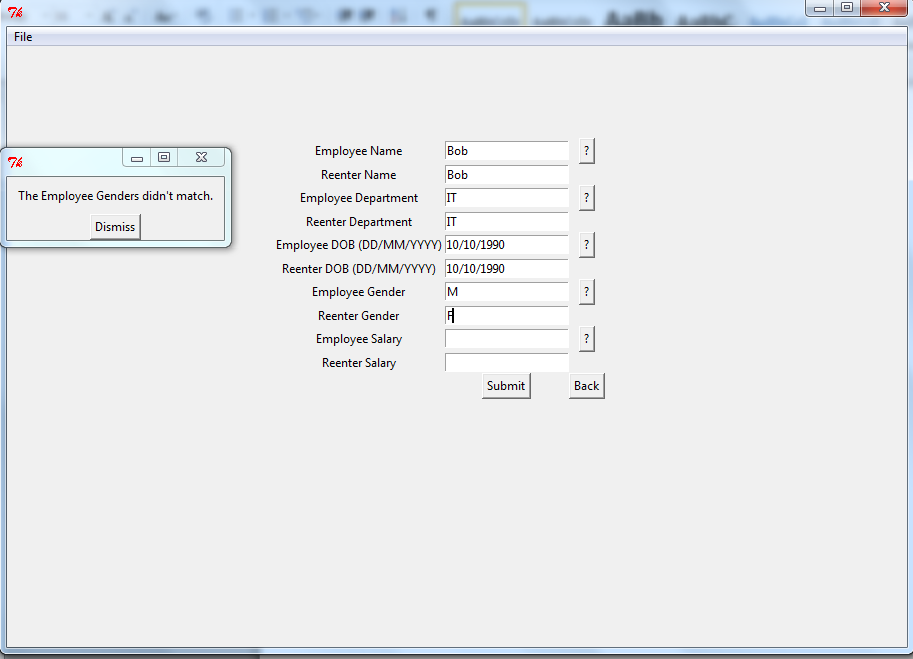 File
The Employee Genders didn't match.
Dismiss
Employee Name Bob ?
Reenter Name Bob
Employee Department IT ?
Reenter Department IT
Employee DOB (DD/MM/YYYY) 10/10/1990 ?
Reenter DOB (DD/MM/YYYY) 10/10/1990
Employee Gender M ?
Reenter Gender F
Employee Salary ?
Reenter Salary
Submit Back